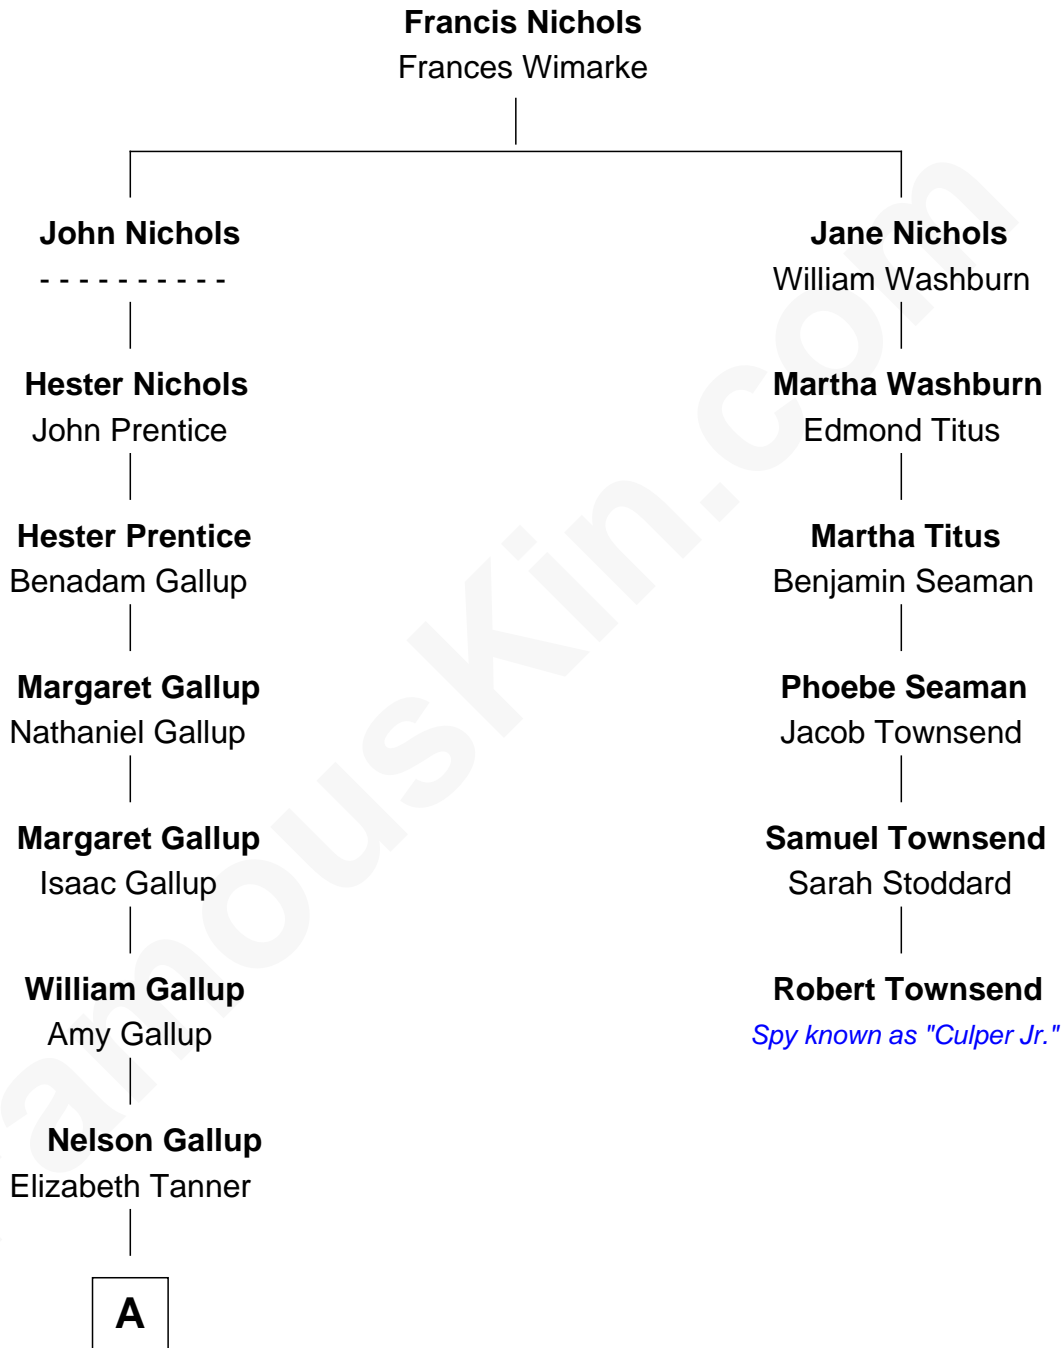 Francis Nichols
Frances Wimarke
John Nichols
- - - - - - - - - -
Hester Nichols
John Prentice
Hester Prentice
Benadam Gallup
Margaret Gallup
Nathaniel Gallup
Margaret Gallup
Isaac Gallup
William Gallup
Amy Gallup
Nelson Gallup
Elizabeth Tanner
A
Jane Nichols
William Washburn
Martha Washburn
Edmond Titus
Martha Titus
Benjamin Seaman
Phoebe Seaman
Jacob Townsend
Samuel Townsend
Sarah Stoddard
Robert Townsend
Spy known as "Culper Jr."
amouskin.com